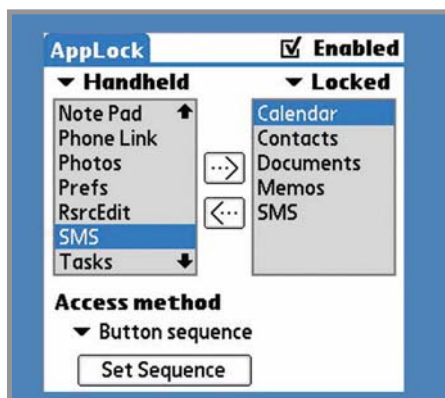 AppLock
Enabled
Handheld
Locked
Note Pad
Phone Link
Photos
Prefs
RsrcEdit
SMS
Tasks
Calendar
Contacts
Documents
Memos
SMS
Access method
Button sequence
Set Sequence